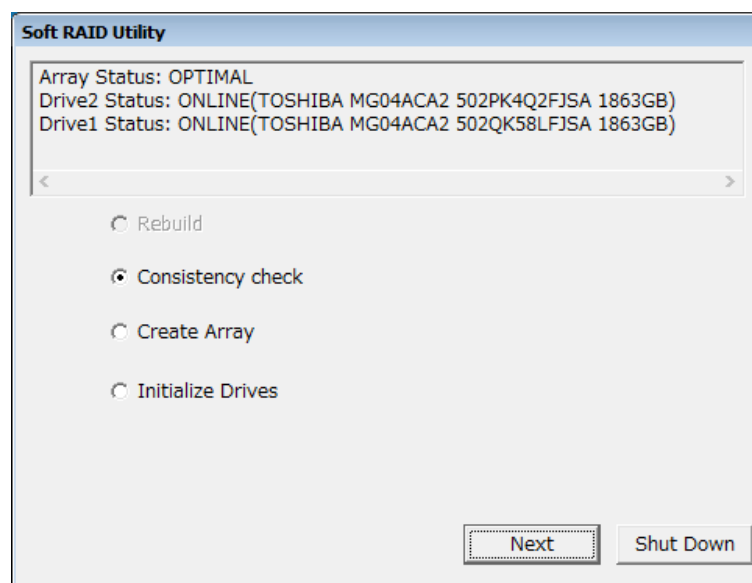 Soft RAID Utility
Array Status: OPTIMAL
Drive2 Status: ONLINE(TOSHIBA MG04ACA2 502PK4Q2FJSA 1863GB)
Drive1 Status: ONLINE(TOSHIBA MG04ACA2 502QK58LFJSA 1863GB)
Rebuild
Consistency check
Create Array
Initialize Drives
Next Shut Down